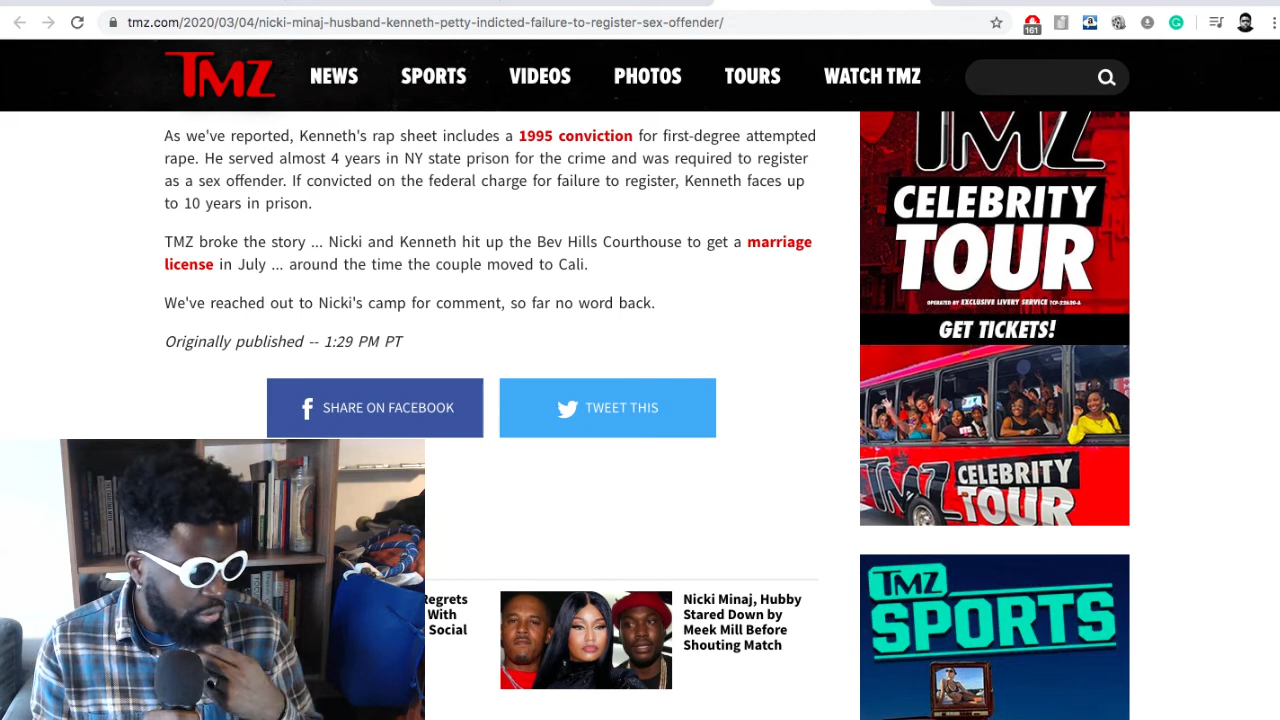 tmz.com/2020/03/04/nicki-minaj-husband-kenneth-petty-indicted-failure-to-register-sex-offender/
161
TMZ NEWS SPORTS VIDEOS PHOTOS TOURS WATCH TMZ
As we've reported, Kenneth's rap sheet includes a 1995 conviction for first-degree attempted
rape. He served almost 4 years in NY state prison for the crime and was required to register
as a sex offender. If convicted on the federal charge for failure to register, Kenneth faces up
to 10 years in prison.
TMZ broke the story ... Nicki and Kenneth hit up the Bev Hills Courthouse to get a marriage
license in July ... around the time the couple moved to Cali.
We've reached out to Nicki's camp for comment, so far no word back.
Originally published -- 1:29 PM PT
f SHARE ON FACEBOOK
TWEET THIS
Regrets
With
Social
Nicki Minaj, Hubby
Stared Down by
Meek Mill Before
Shouting Match
TMZ
CELEBRITY
TOUR
OPERATED BY EXCLUSIVE LIVERY SERVICE
GET TICKETS!
TMZ CELEBRITY
TOUR
TMZ
SPORTS